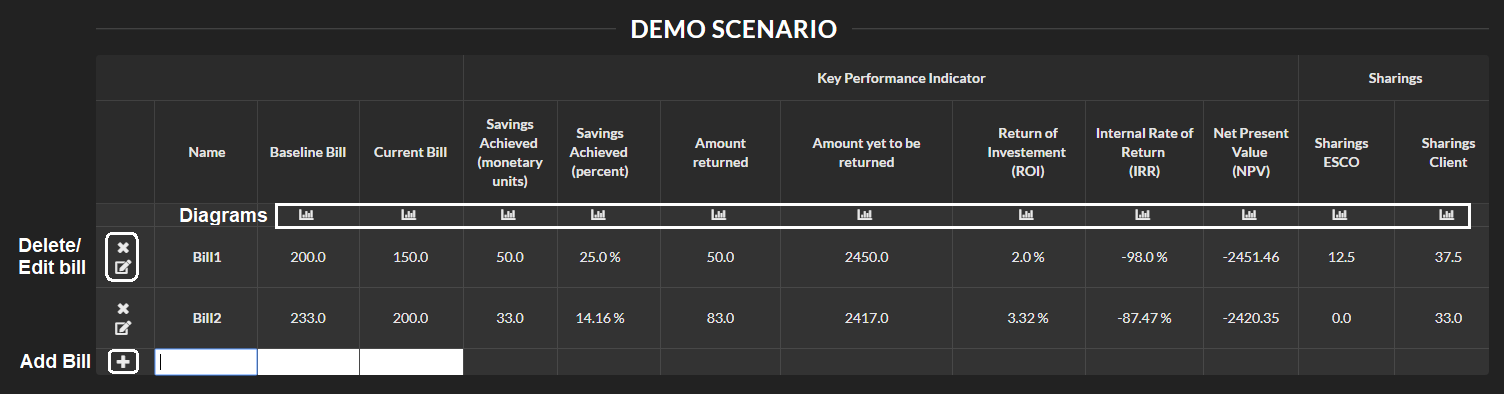 DEMO SCENARIO
Key Performance Indicator Sharings
Name Baseline Bill Current Bill Savings Achieved (monetary units) Savings Achieved (percent) Amount returned Amount yet to be returned Return of Investement (ROI) Internal Rate of Return (IRR) Net Present Value (NPV) Sharings ESCO Sharings Client
Diagrams
Delete/
Edit bill
Bill1 200.0 150.0 50.0 25.0 % 50.0 2450.0 2.0 % -98.0 % -2451.46 12.5 37.5
Bill2 233.0 200.0 33.0 14.16 % 83.0 2417.0 3.32 % -87.47 % -2420.35 0.0 33.0
Add Bill